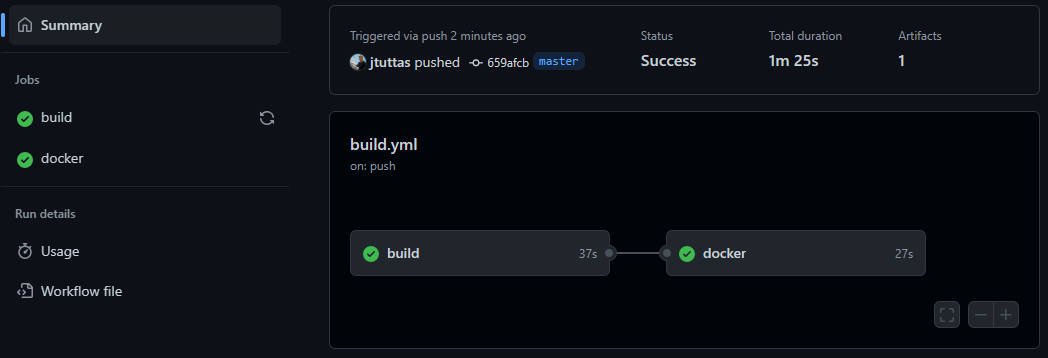 Summary
Jobs
build
docker
Run details
Usage
Workflow file
Triggered via push 2 minutes ago
jtuttas pushed 659afcb master
Status
Success
Total duration
1m 25s
Artifacts
1
build.yml
on: push
build 37s
docker 27s